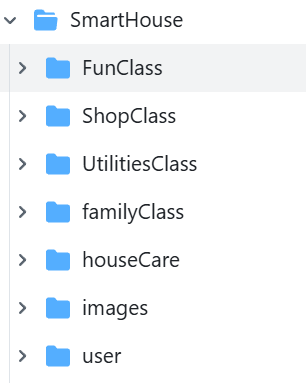 SmartHouse
FunClass
ShopClass
UtilitiesClass
familyClass
houseCare
images
user